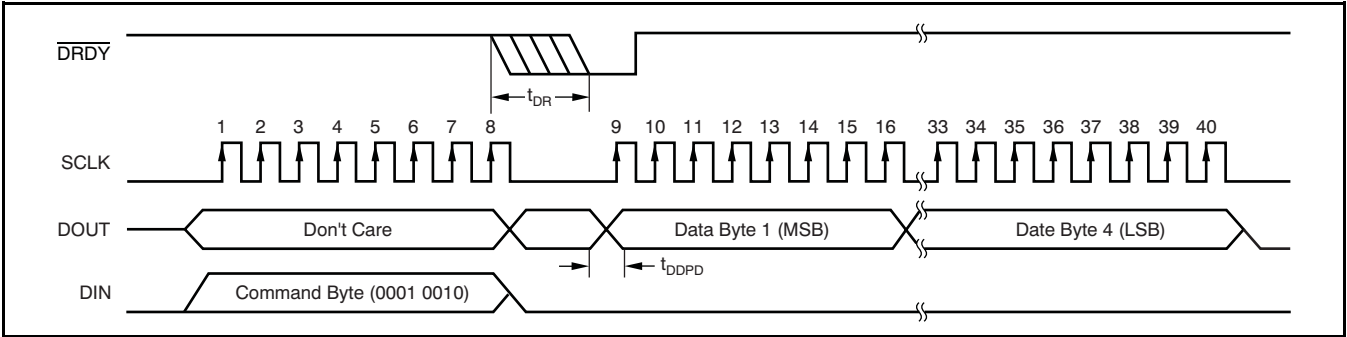 DRDY
tDR
1 2 3 4 5 6 7 8 9 10 11 12 13 14 15 16 33 34 35 36 37 38 39 40
SCLK
DOUT Don't Care Data Byte 1 (MSB) Date Byte 4 (LSB)
tDDPD
DIN Command Byte (0001 0010)